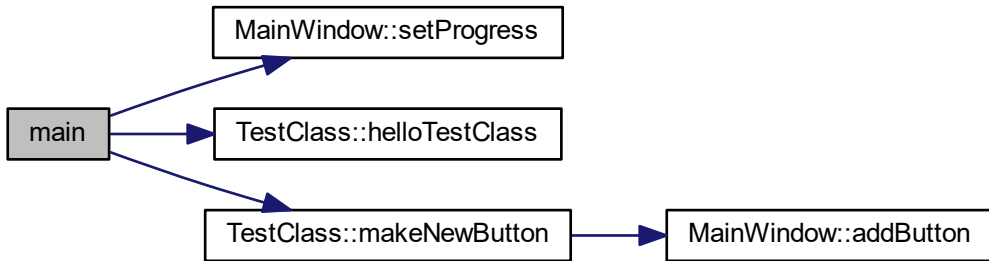 MainWindow::setProgress
main
TestClass::helloTestClass
TestClass::makeNewButton
MainWindow::addButton